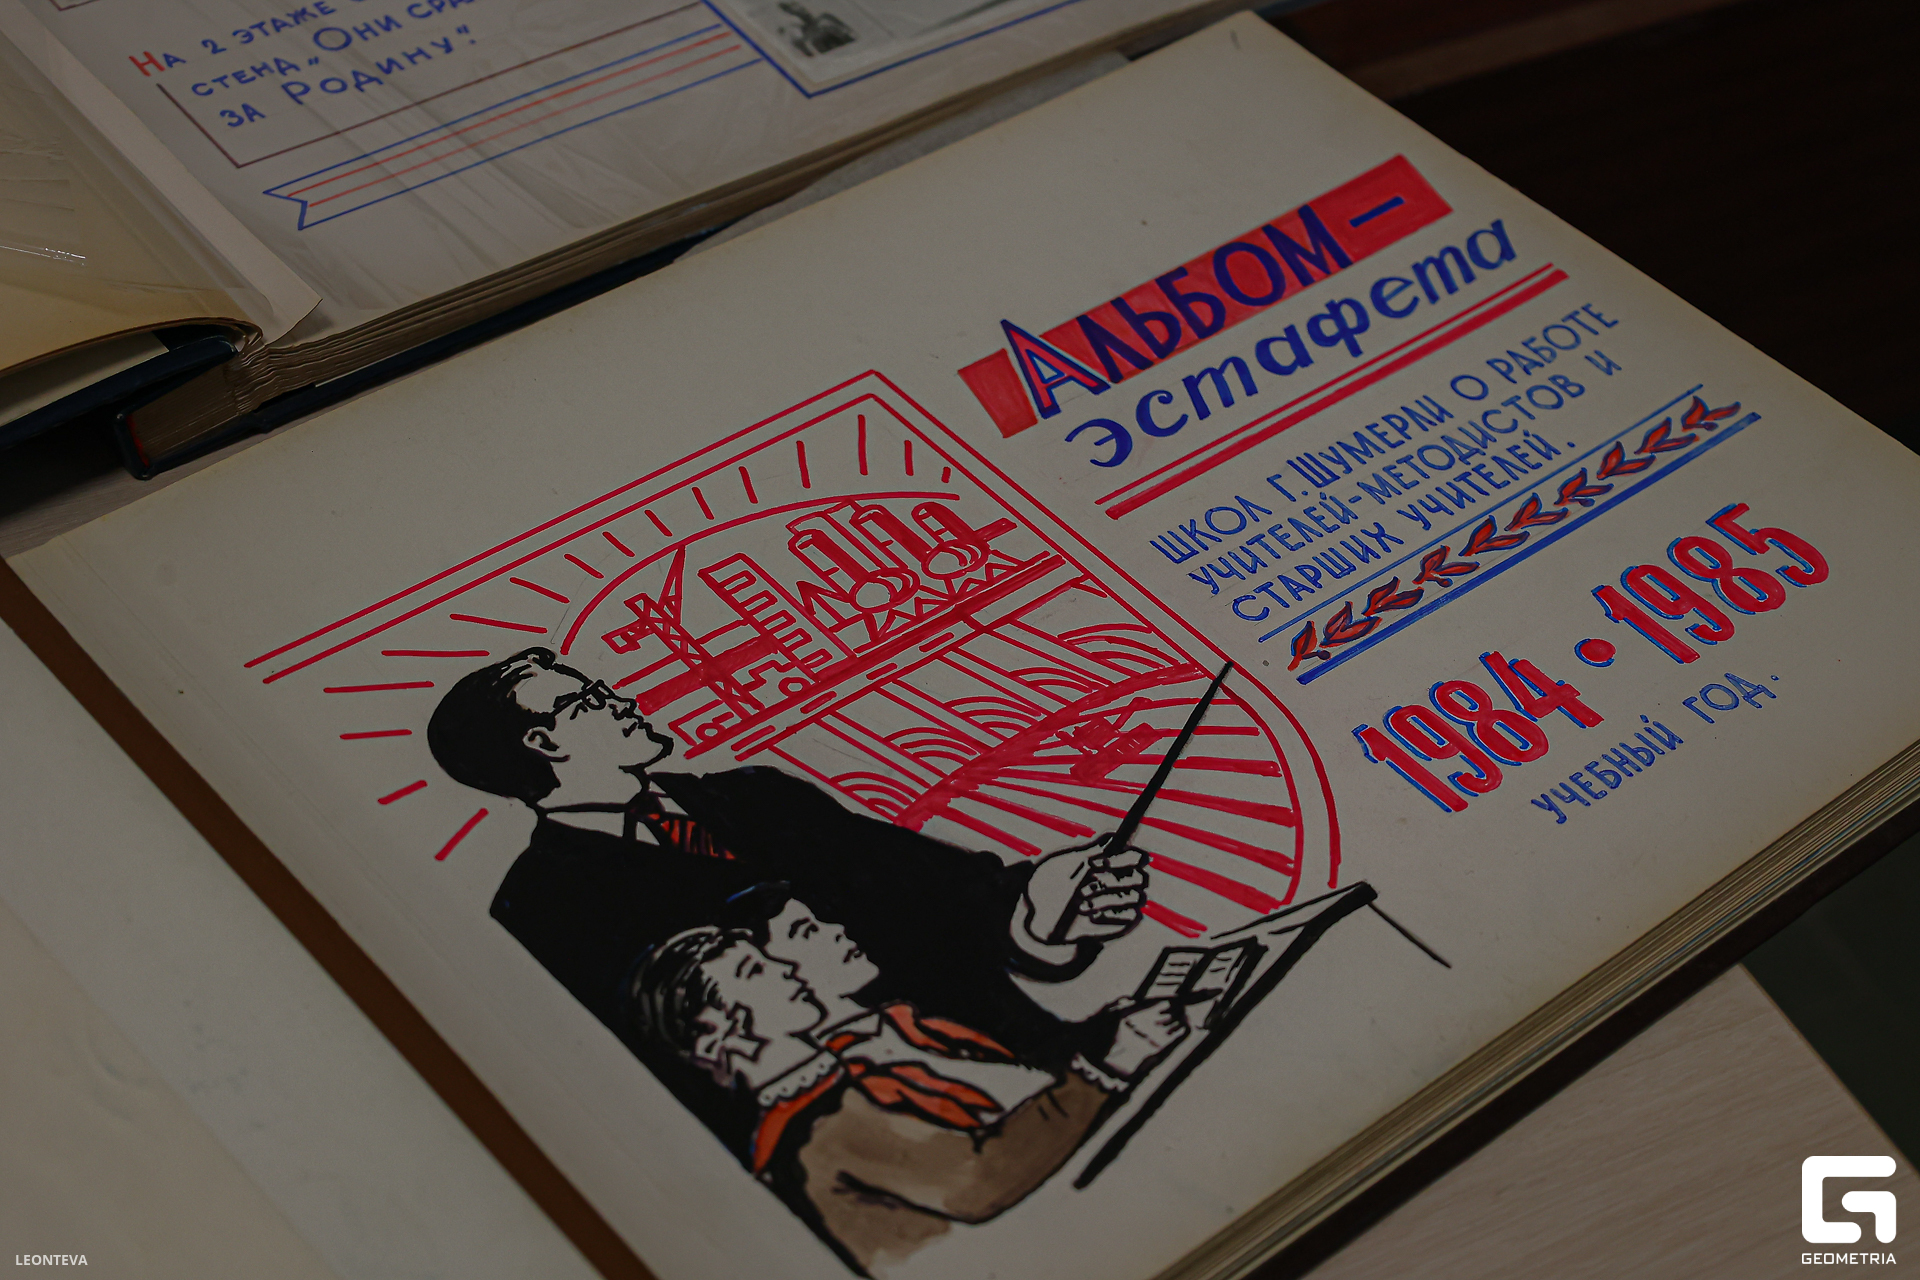 На 2 этаже
стенд „Они
за Родину".
Альбом-
эстафета
школ г. Шумерли о работе
учителей-методистов и
старших учителей.
1984 • 1985
учебный год.
LEONTEVA
GEOMETRIA